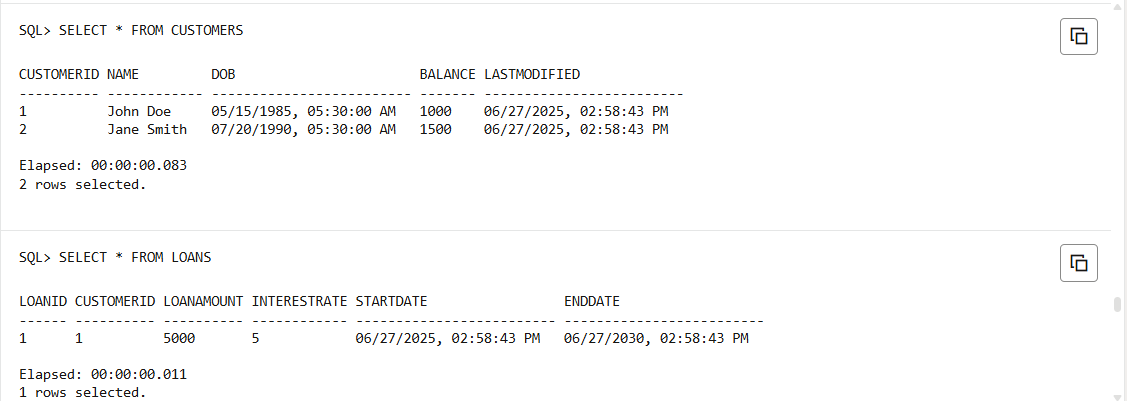 SQL> SELECT * FROM CUSTOMERS
CUSTOMERID NAME         DOB                       BALANCE LASTMODIFIED
---------- ------------ ------------------------- ------- -------------------------
1          John Doe     05/15/1985, 05:30:00 AM   1000    06/27/2025, 02:58:43 PM
2          Jane Smith   07/20/1990, 05:30:00 AM   1500    06/27/2025, 02:58:43 PM
Elapsed: 00:00:00.083
2 rows selected.
SQL> SELECT * FROM LOANS
LOANID CUSTOMERID LOANAMOUNT INTERESTRATE STARTDATE                 ENDDATE
------ ---------- ---------- ------------ ------------------------- -------------------------
1      1          5000       5            06/27/2025, 02:58:43 PM   06/27/2030, 02:58:43 PM
Elapsed: 00:00:00.011
1 rows selected.